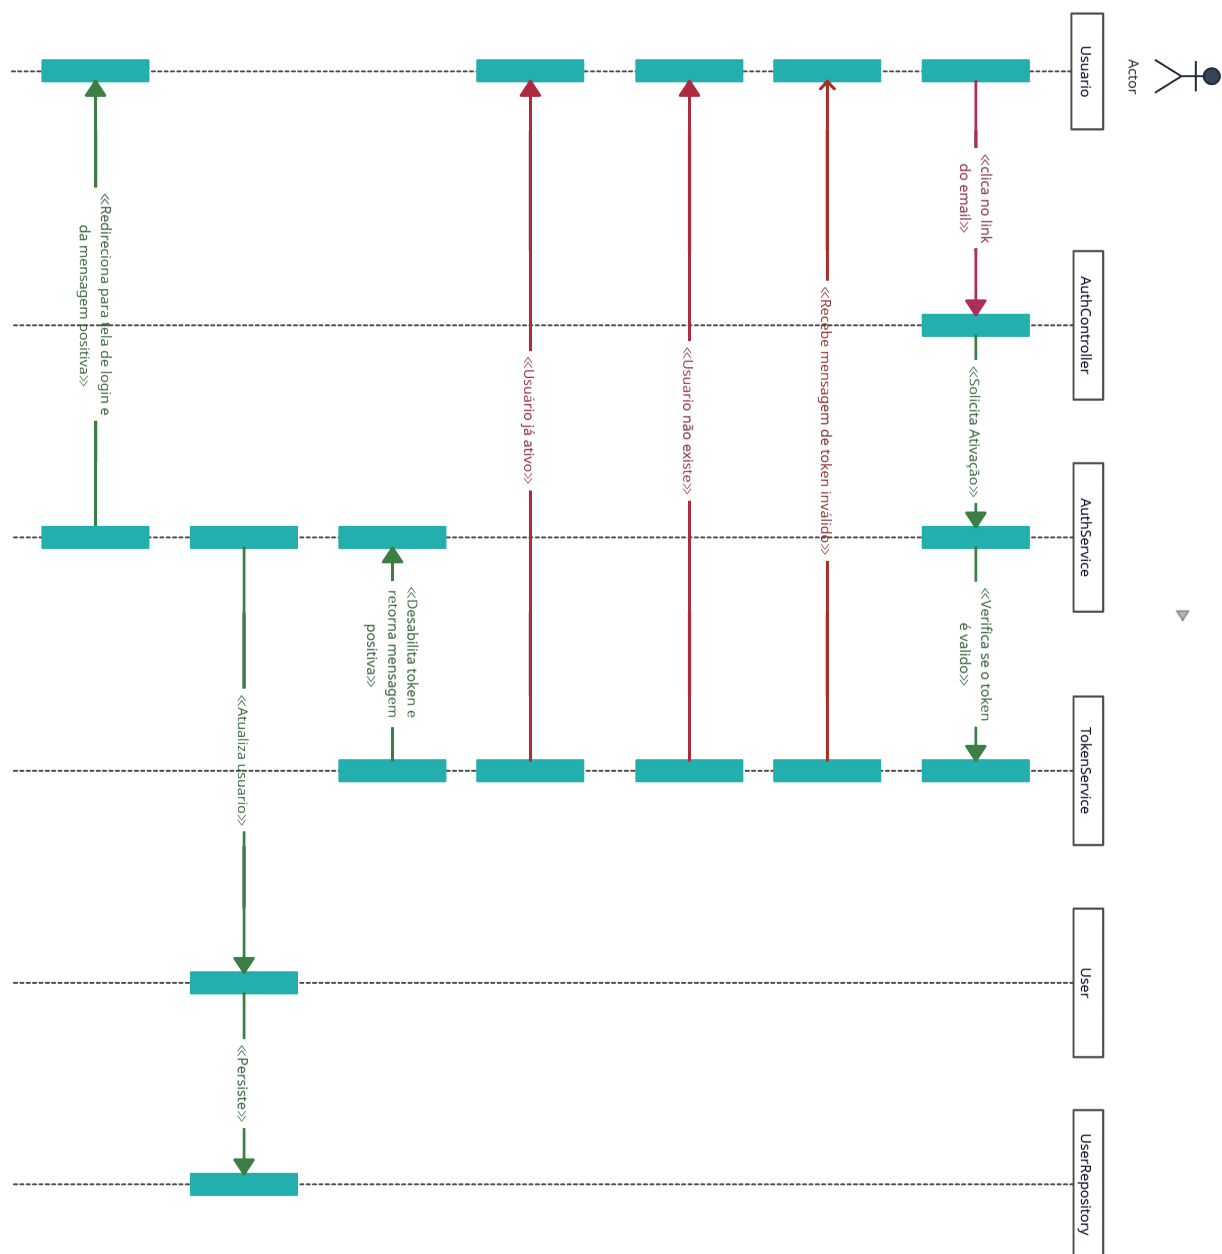 Actor
Usuario
AuthController
AuthService
TokenService
User
UserRepository
<<clica no link
do email>>
<<Solicita Ativação>>
<<Verifica se o token
é valido>>
<<Recebe mensagem de token inválido>>
<<Usuario não existe>>
<<Usuário já ativo>>
<<Desabilita token e
retorna mensagem
positiva>>
<<Atualiza usuario>>
<<Persiste>>
<<Redireciona para tela de login e
da mensagem positiva>>